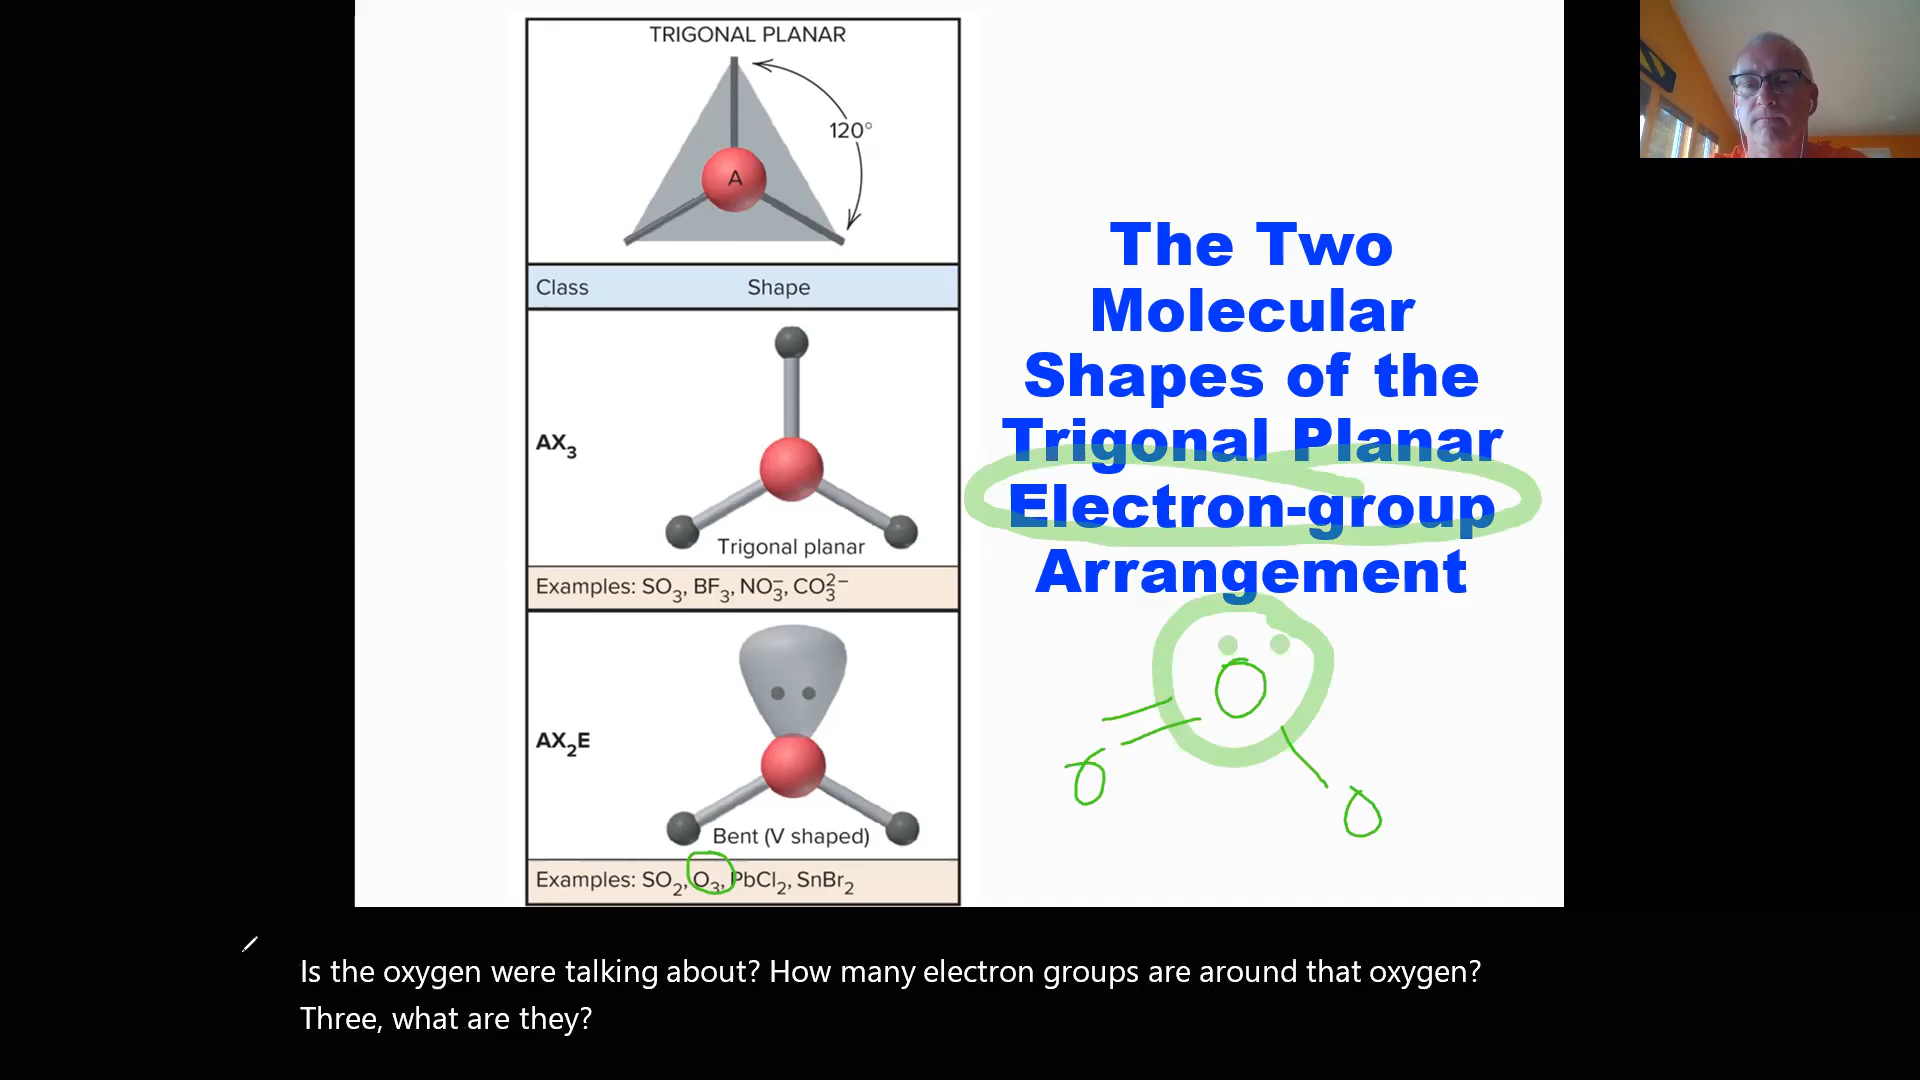 TRIGONAL PLANAR
120°
A
Class Shape
AX₃
Trigonal planar
Examples: SO₃, BF₃, NO₃⁻, CO₃²⁻
AX₂E
Bent (V shaped)
Examples: SO₂, O₃, PbCl₂, SnBr₂
The Two
Molecular
Shapes of the
Trigonal Planar
Electron-group
Arrangement
O
O
O
Is the oxygen were talking about? How many electron groups are around that oxygen?
Three, what are they?